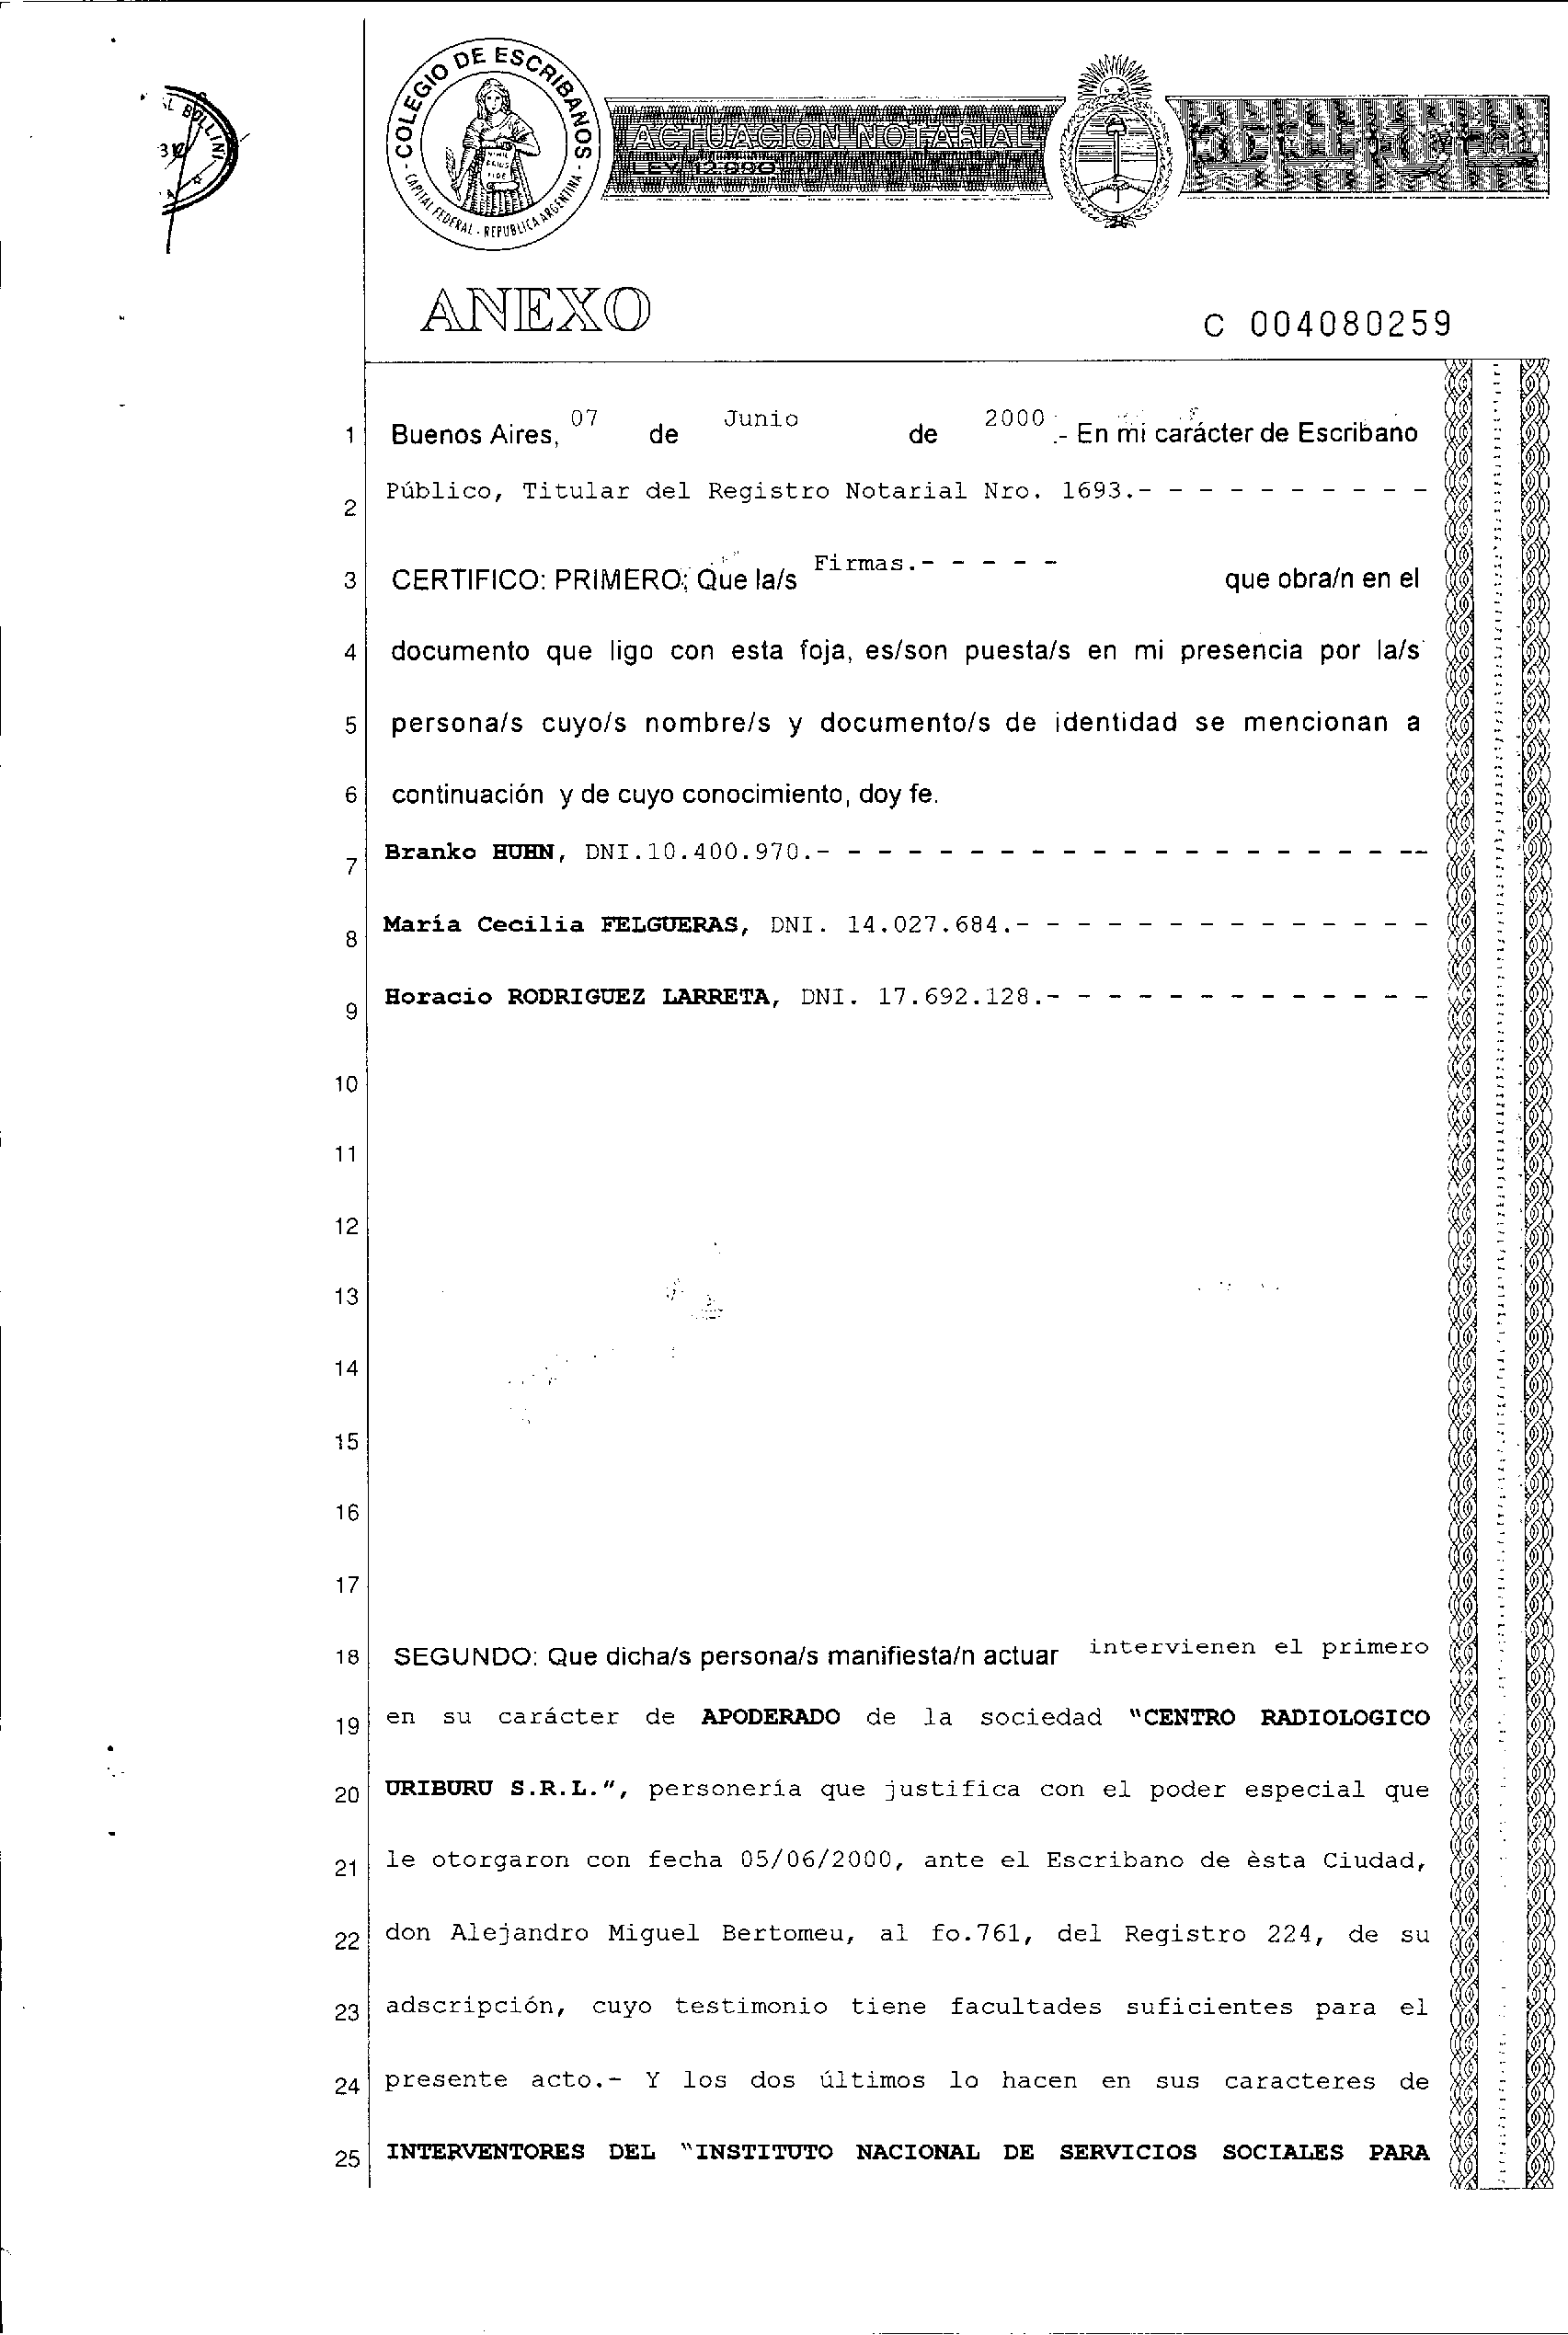 COLEGIO DE ESCRIBANOS
CAPITAL FEDERAL - REPUBLICA ARGENTINA
ACTUACION NOTARIAL
LEY 12.990
BOLLINI
ANEXO
C 004080259
1 Buenos Aires, 07 de Junio de 2000 .- En mi carácter de Escribano
2 Público, Titular del Registro Notarial Nro. 1693.- - - - - - - - - -
3 CERTIFICO: PRIMERO: Que la/s Firmas.- - - - - que obra/n en el
4 documento que ligo con esta foja, es/son puesta/s en mi presencia por la/s
5 persona/s cuyo/s nombre/s y documento/s de identidad se mencionan a
6 continuación y de cuyo conocimiento, doy fe.
7 Branko HUHN, DNI.10.400.970.- - - - - - - - - - - - - - - - - - - - --
8 María Cecilia FELGUERAS, DNI. 14.027.684.- - - - - - - - - - - - - -
9 Horacio RODRIGUEZ LARRETA, DNI. 17.692.128.- - - - - - - - - - - - -
10
11
12
13
14
15
16
17
18 SEGUNDO: Que dicha/s persona/s manifiesta/n actuar intervienen el primero
19 en su carácter de APODERADO de la sociedad "CENTRO RADIOLOGICO
20 URIBURU S.R.L.", personería que justifica con el poder especial que
21 le otorgaron con fecha 05/06/2000, ante el Escribano de èsta Ciudad,
22 don Alejandro Miguel Bertomeu, al fo.761, del Registro 224, de su
23 adscripción, cuyo testimonio tiene facultades suficientes para el
24 presente acto.- Y los dos últimos lo hacen en sus caracteres de
25 INTERVENTORES DEL "INSTITUTO NACIONAL DE SERVICIOS SOCIALES PARA